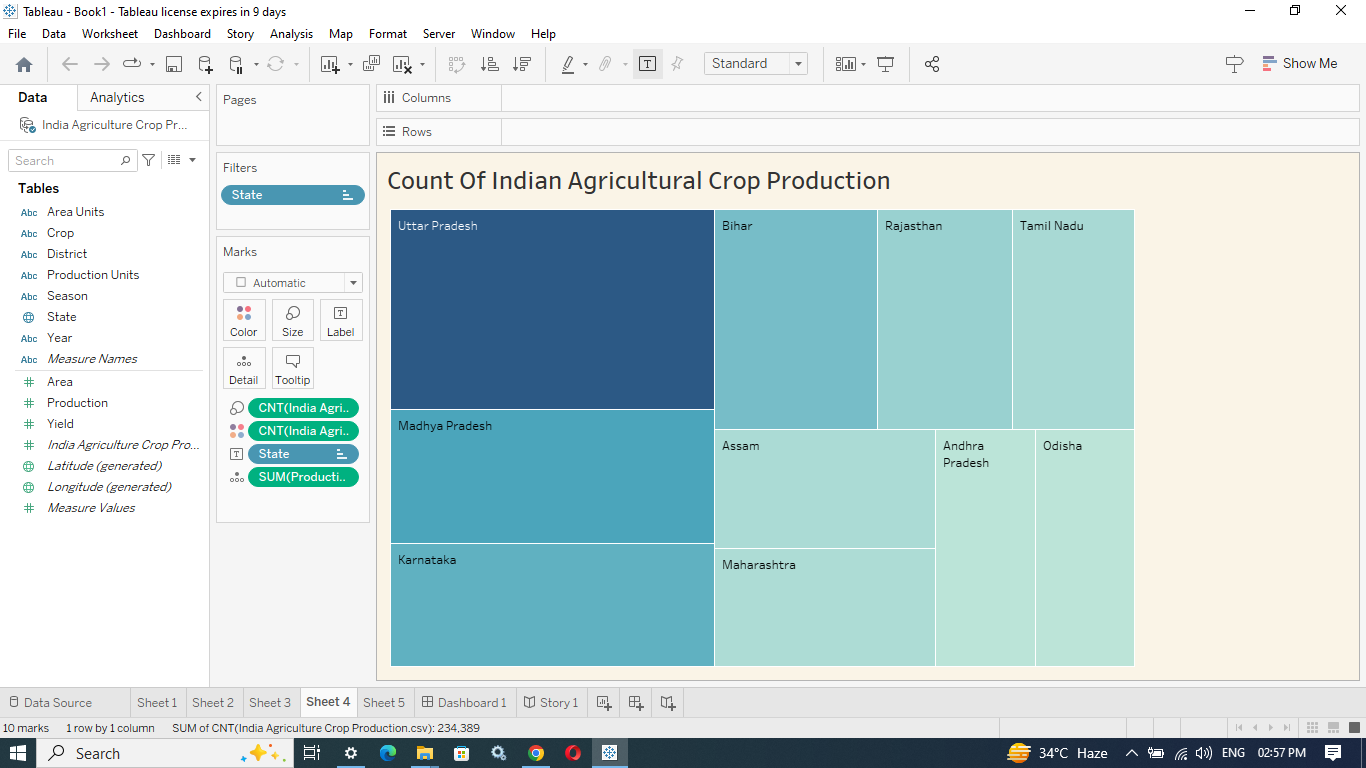 Tableau - Book1 - Tableau license expires in 9 days
File Data Worksheet Dashboard Story Analysis Map Format Server Window Help
Standard
Show Me
Data Analytics
India Agriculture Crop Pr...
Search
Tables
Abc Area Units
Abc Crop
Abc District
Abc Production Units
Abc Season
State
Abc Year
Abc Measure Names
Area
Production
Yield
India Agriculture Crop Pro...
Latitude (generated)
Longitude (generated)
Measure Values
Pages
Filters
State
Marks
Automatic
Color Size Label
Detail Tooltip
CNT(India Agri..
CNT(India Agri..
State
SUM(Producti..
Columns
Rows
Count Of Indian Agricultural Crop Production
Uttar Pradesh
Madhya Pradesh
Karnataka
Bihar
Rajasthan
Tamil Nadu
Assam
Maharashtra
Andhra
Pradesh
Odisha
Data Source Sheet 1 Sheet 2 Sheet 3 Sheet 4 Sheet 5 Dashboard 1 Story 1
10 marks 1 row by 1 column SUM of CNT(India Agriculture Crop Production.csv): 234,389
Search
34°C Haze ENG 02:57 PM